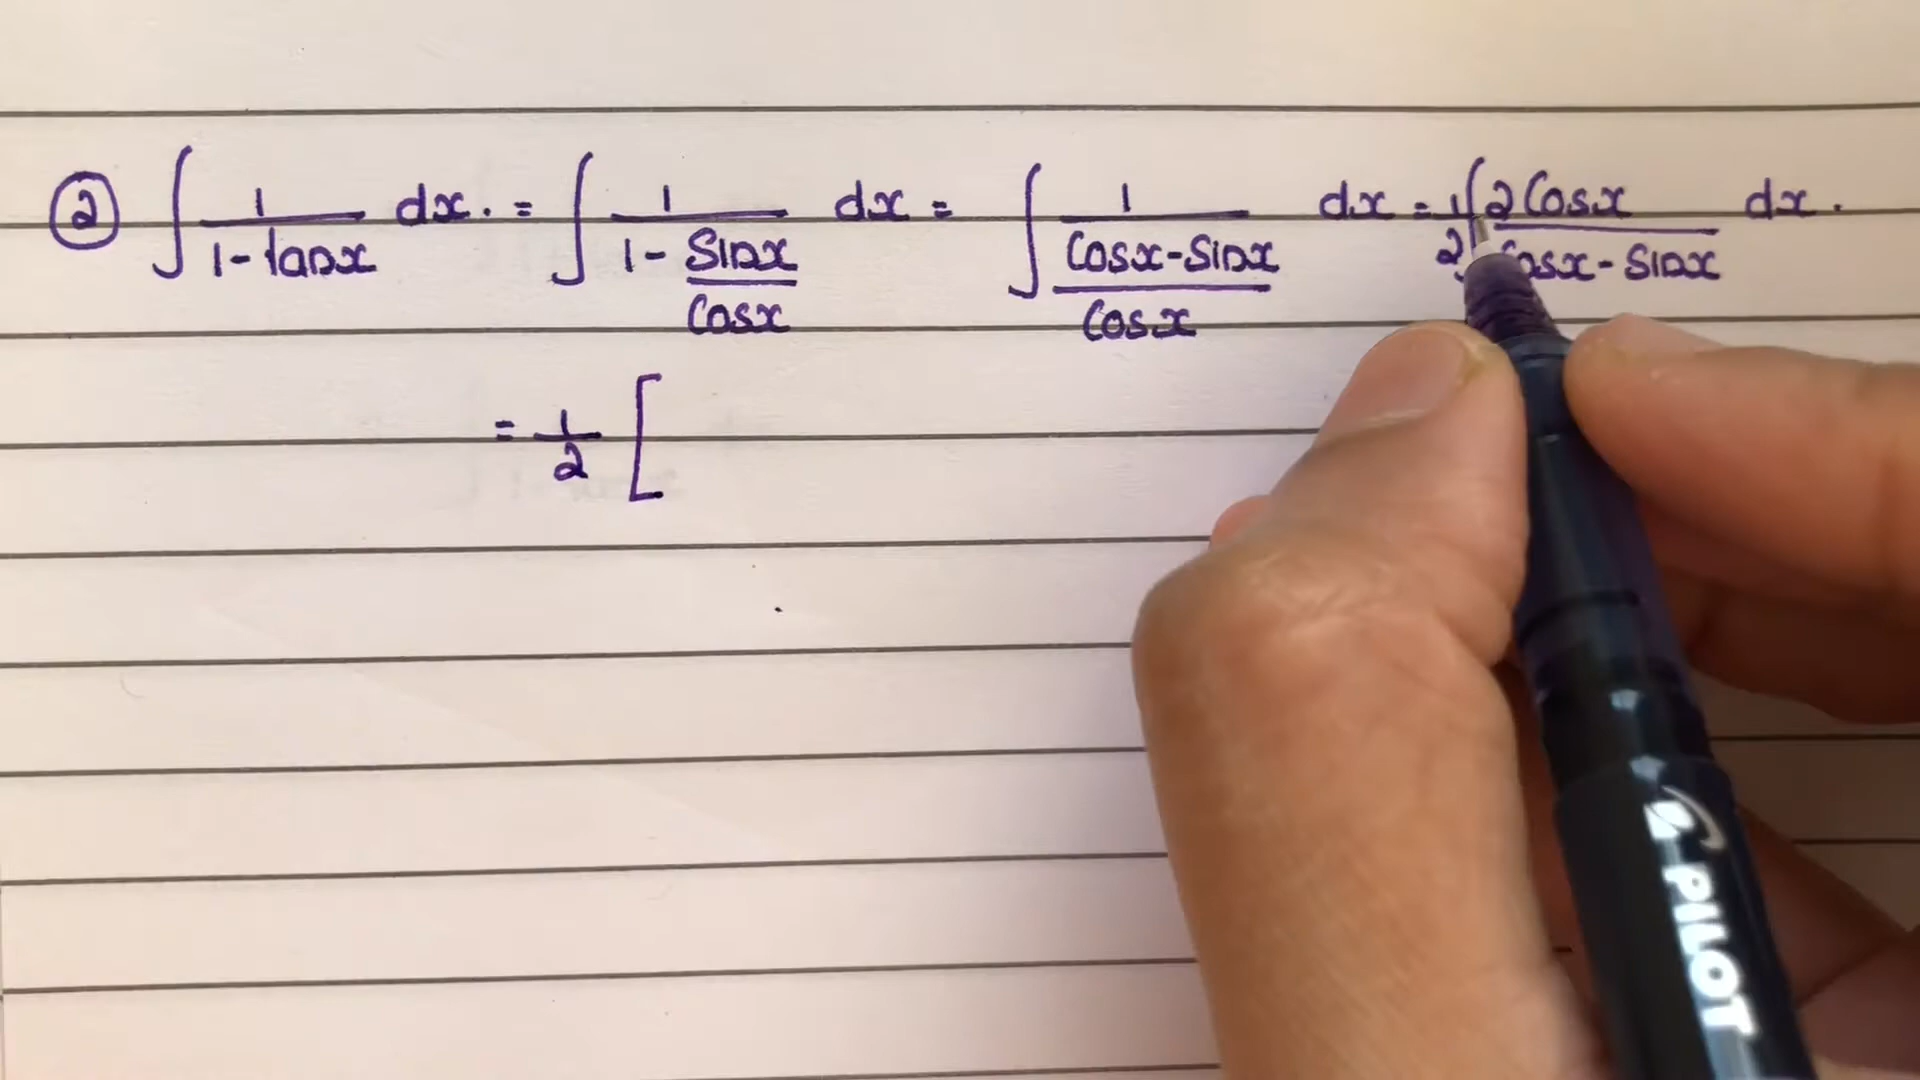 ② ∫ 1/(1-tanx) dx. = ∫ 1/(1- Sinx/Cosx) dx = ∫ 1/((Cosx-Sinx)/Cosx) dx = 1/2 ∫ 2Cosx/(Cosx-Sinx) dx.
= 1/2 [
PILOT